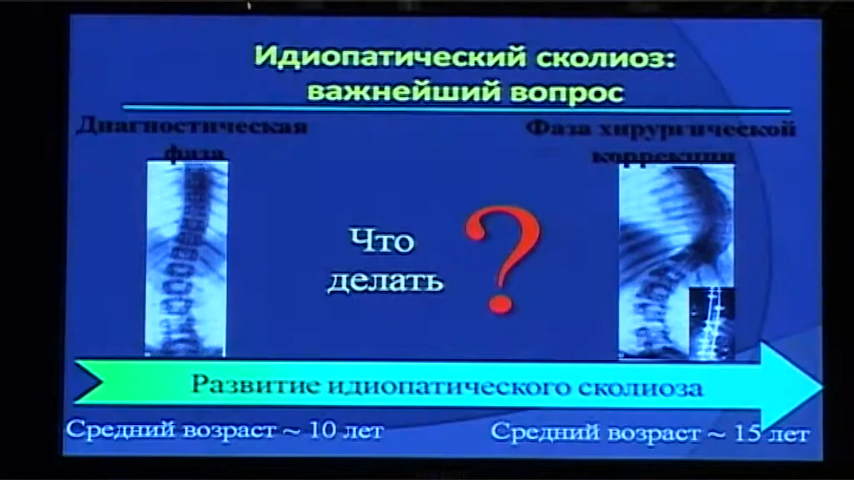 Идиопатический сколиоз:
важнейший вопрос
Диагностическая
фаза
Фаза хирургической
коррекции
Что
делать
?
Развитие идиопатического сколиоза
Средний возраст ~ 10 лет
Средний возраст ~ 15 лет